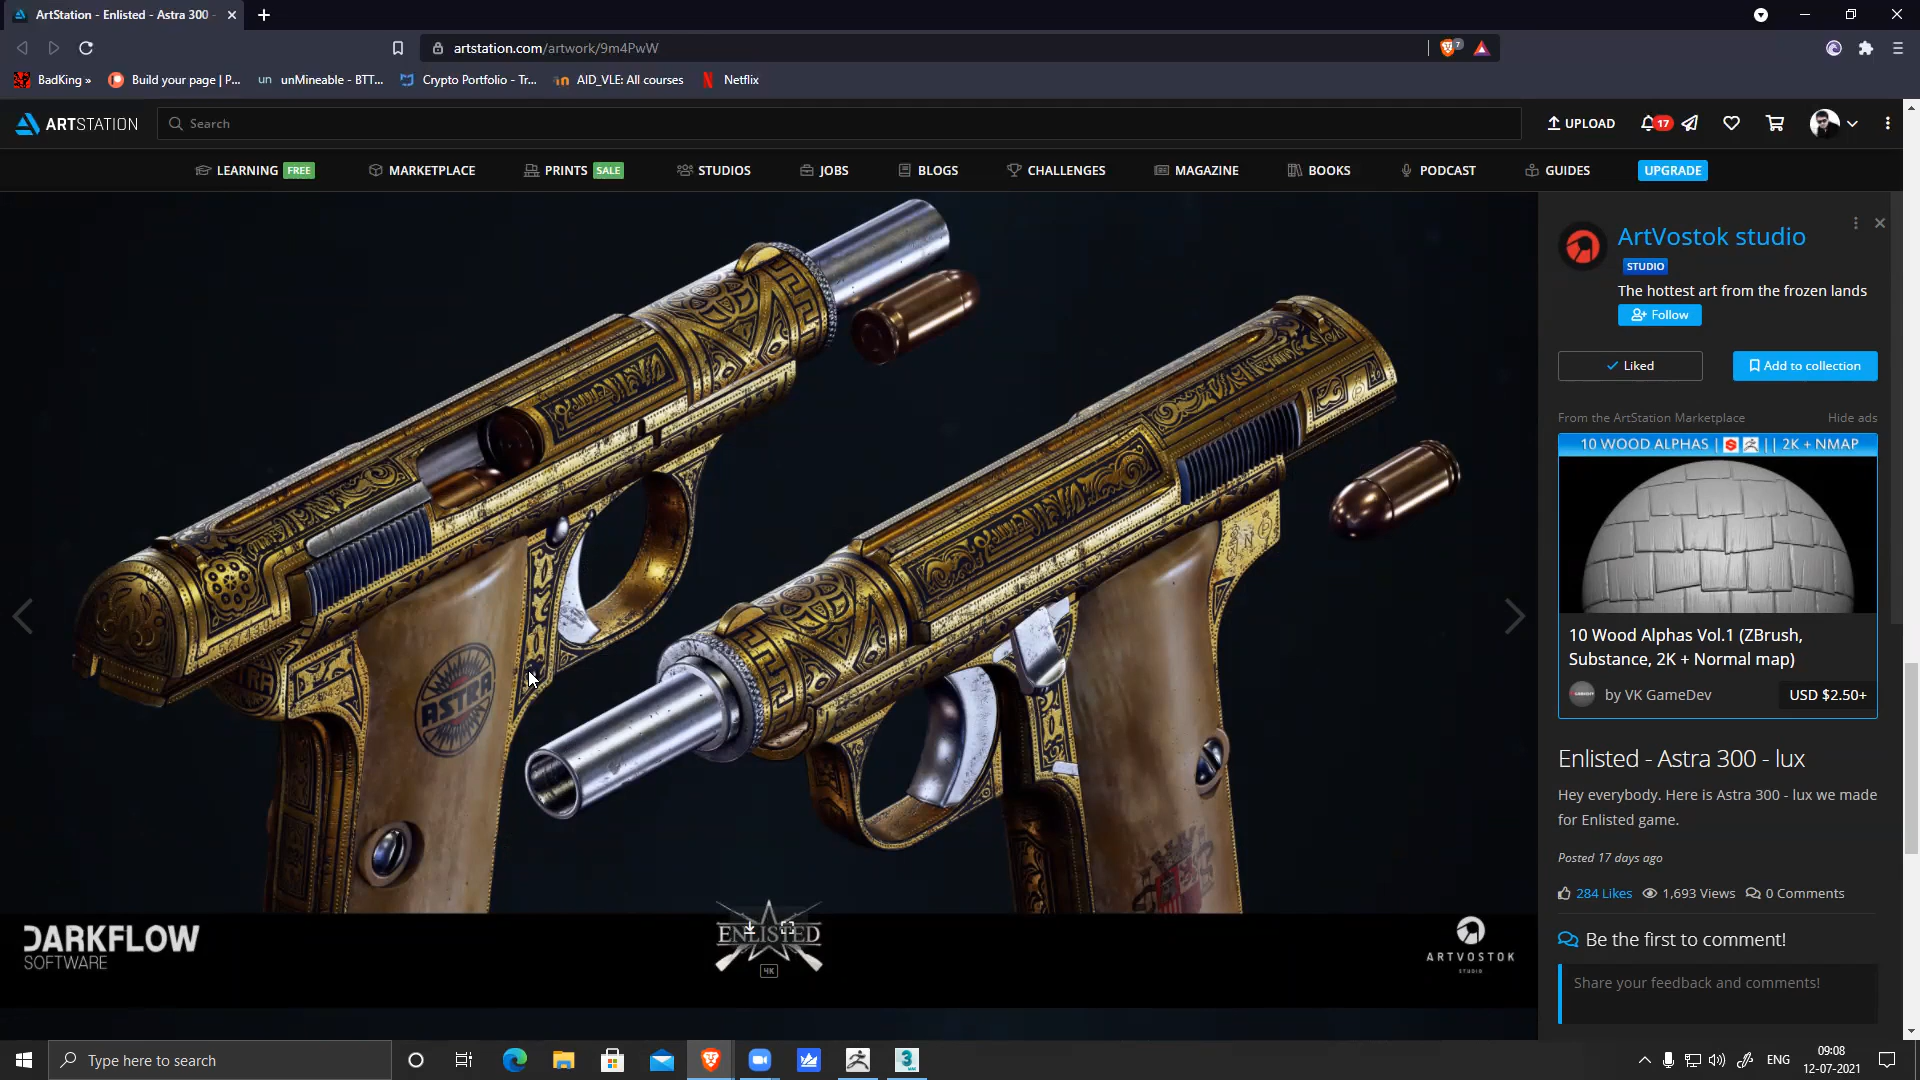 ArtStation - Enlisted - Astra 300 -
artstation.com/artwork/9m4PwW
7
BadKing »
Build your page | P...
un unMineable - BTT...
Crypto Portfolio - Tr...
AID_VLE: All courses
Netflix
ARTSTATION
Search
UPLOAD
17
LEARNING FREE
MARKETPLACE
PRINTS SALE
STUDIOS
JOBS
BLOGS
CHALLENGES
MAGAZINE
BOOKS
PODCAST
GUIDES
UPGRADE
ArtVostok studio
STUDIO
The hottest art from the frozen lands
Follow
Liked
Add to collection
From the ArtStation Marketplace
Hide ads
10 WOOD ALPHAS | || 2K + NMAP
10 Wood Alphas Vol.1 (ZBrush,
Substance, 2K + Normal map)
by VK GameDev
USD $2.50+
Enlisted - Astra 300 - lux
Hey everybody. Here is Astra 300 - lux we made
for Enlisted game.
Posted 17 days ago
284 Likes
1,693 Views
0 Comments
Be the first to comment!
Share your feedback and comments!
ASTRA
DARKFLOW
SOFTWARE
ENLISTED
4K
ARTVOSTOK
STUDIO
Type here to search
ENG
09:08
12-07-2021